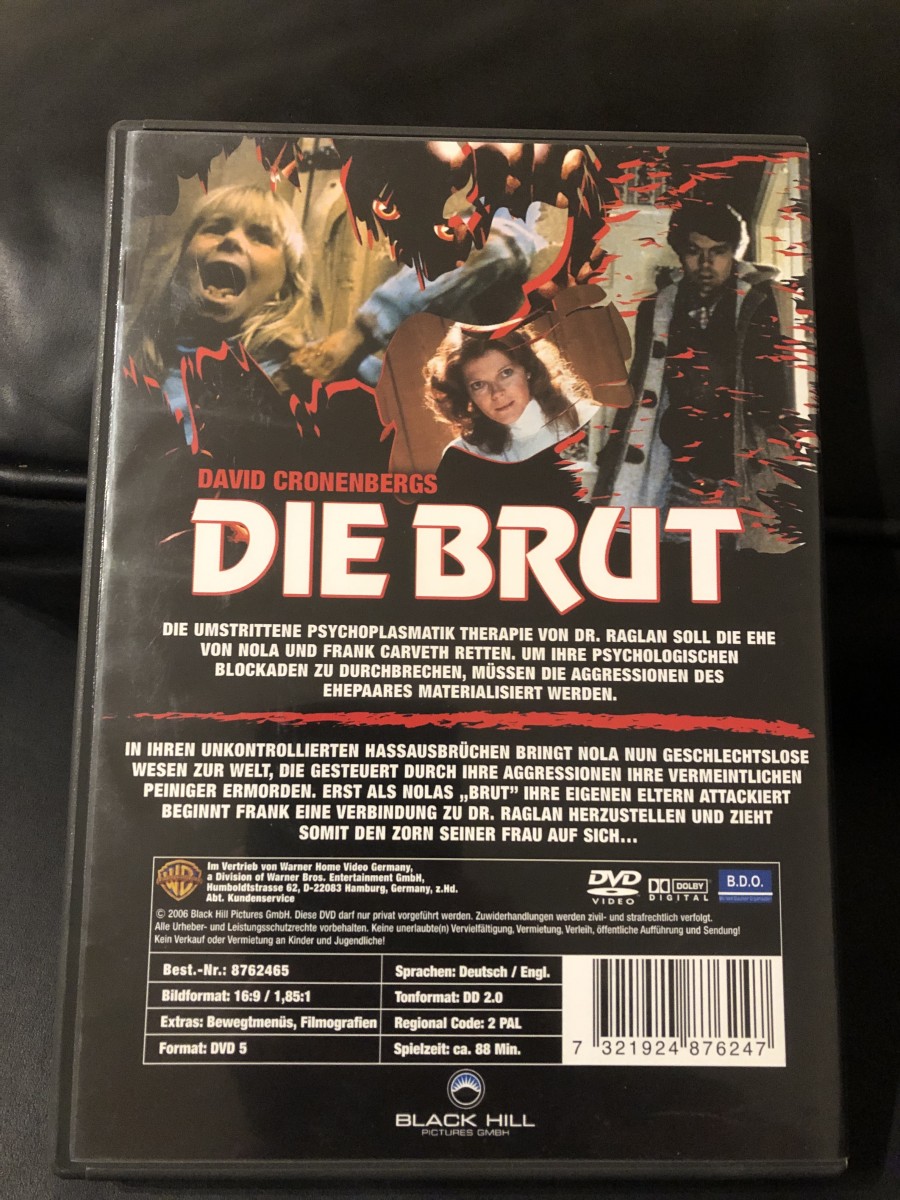 DAVID CRONENBERGS
DIE BRUT
DIE UMSTRITTENE PSYCHOPLASMATIK THERAPIE VON DR. RAGLAN SOLL DIE EHE
VON NOLA UND FRANK CARVETH RETTEN. UM IHRE PSYCHOLOGISCHEN
BLOCKADEN ZU DURCHBRECHEN, MÜSSEN DIE AGGRESSIONEN DES
EHEPAARES MATERIALISIERT WERDEN.
IN IHREN UNKONTROLLIERTEN HASSAUSBRÜCHEN BRINGT NOLA NUN GESCHLECHTSLOSE
WESEN ZUR WELT, DIE GESTEUERT DURCH IHRE AGGRESSIONEN IHRE VERMEINTLICHEN
PEINIGER ERMORDEN. ERST ALS NOLAS „BRUT” IHRE EIGENEN ELTERN ATTACKIERT
BEGINNT FRANK EINE VERBINDUNG ZU DR. RAGLAN HERZUSTELLEN UND ZIEHT
SOMIT DEN ZORN SEINER FRAU AUF SICH...
WB
Im Vertrieb von Warner Home Video Germany,
a Division of Warner Bros. Entertainment GmbH,
Humboldtstrasse 62, D-22083 Hamburg, Germany, z.Hd.
Abt. Kundenservice
DVD
VIDEO
DOLBY
DIGITAL
B.D.O.
© 2006 Black Hill Pictures GmbH. Diese DVD darf nur privat vorgeführt werden. Zuwiderhandlungen werden zivil- und strafrechtlich verfolgt.
Alle Urheber- und Leistungsschutzrechte vorbehalten. Keine unerlaubte(n) Vervielfältigung, Vermietung, Verleih, öffentliche Aufführung und Sendung!
Kein Verkauf oder Vermietung an Kinder und Jugendliche!
Best.-Nr.: 8762465
Sprachen: Deutsch / Engl.
Bildformat: 16:9 / 1,85:1
Tonformat: DD 2.0
Extras: Bewegtmenüs, Filmografien
Regional Code: 2 PAL
Format: DVD 5
Spielzeit: ca. 88 Min.
7 321924 876247
BLACK HILL
PICTURES GMBH